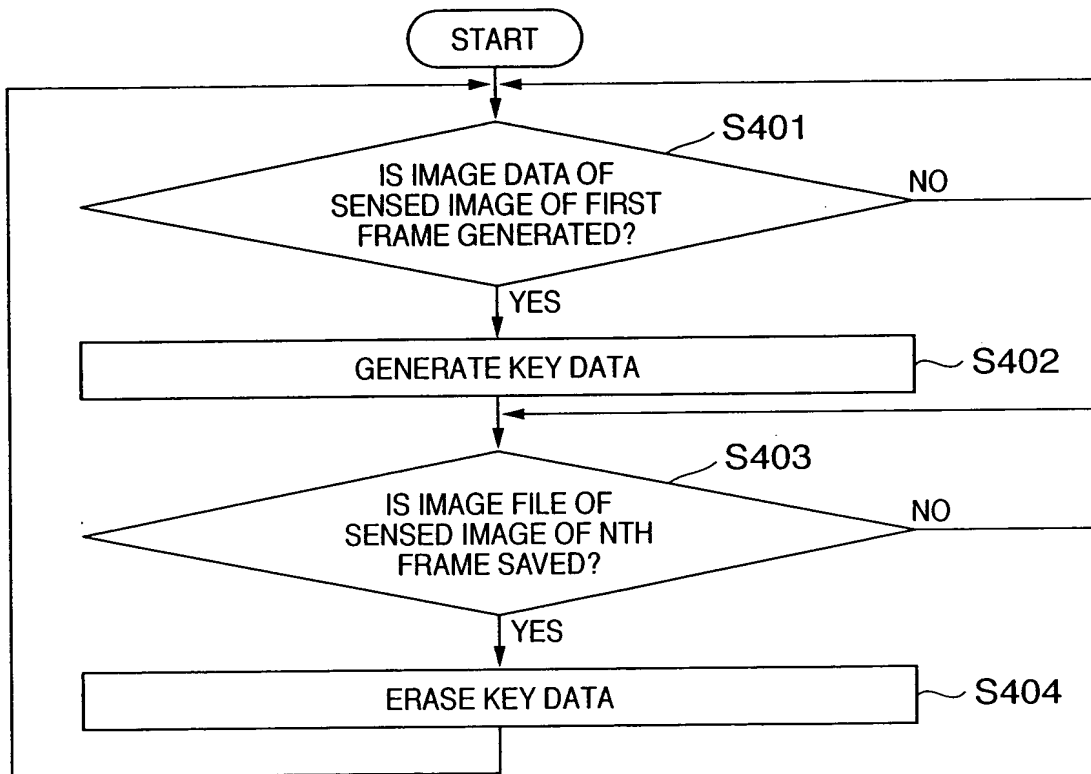 START
S401
IS IMAGE DATA OF
SENSED IMAGE OF FIRST
FRAME GENERATED?
NO
YES
GENERATE KEY DATA
S402
S403
IS IMAGE FILE OF
SENSED IMAGE OF NTH
FRAME SAVED?
NO
YES
ERASE KEY DATA
S404